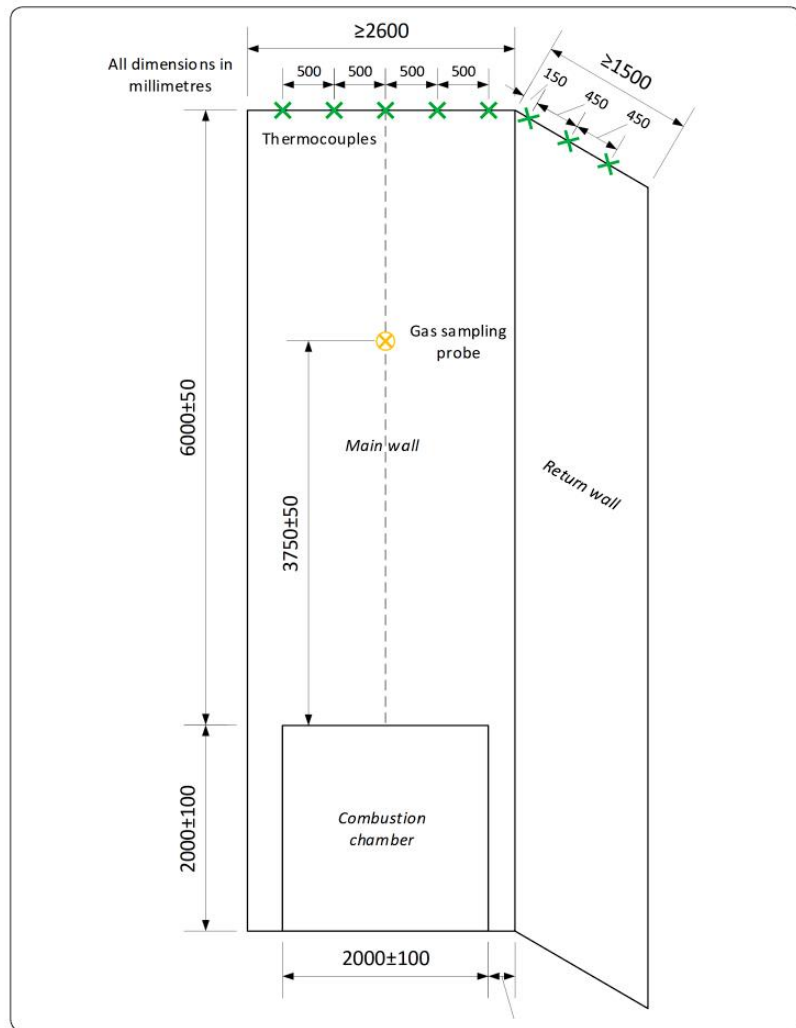 ≥2600
All dimensions in
millimetres
500
500
500
500
≥1500
150
450
450
Thermocouples
Gas sampling
probe
6000±50
Main wall
3750±50
Return wall
Combustion
chamber
2000±100
2000±100